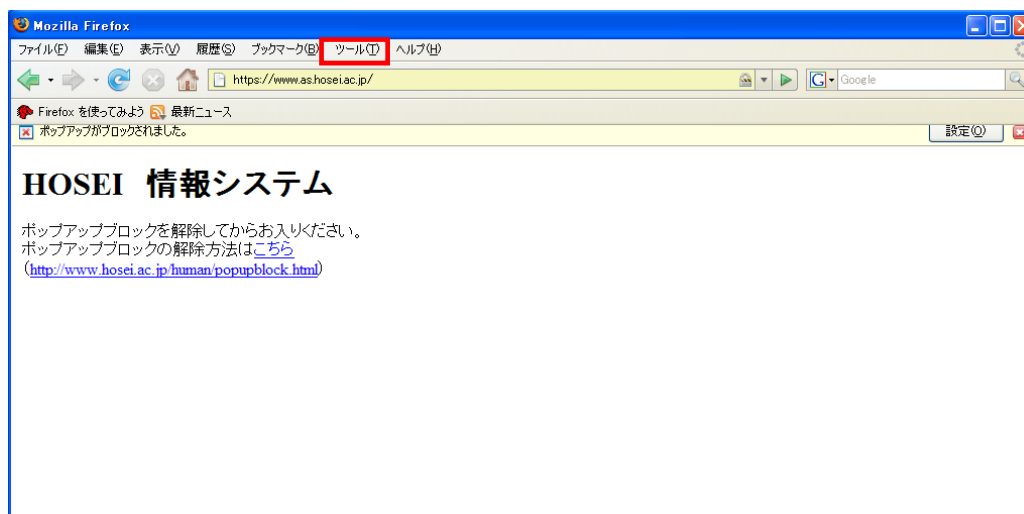 Mozilla Firefox
ファイル(F) 編集(E) 表示(V) 履歴(S) ブックマーク(B) ツール(T) ヘルプ(H)
https://www.as.hosei.ac.jp/ G Google
Firefox を使ってみよう 最新ニュース
ポップアップがブロックされました。 設定(O)
HOSEI 情報システム
ポップアップブロックを解除してからお入りください。
ポップアップブロックの解除方法はこちら
(http://www.hosei.ac.jp/human/popupblock.html)